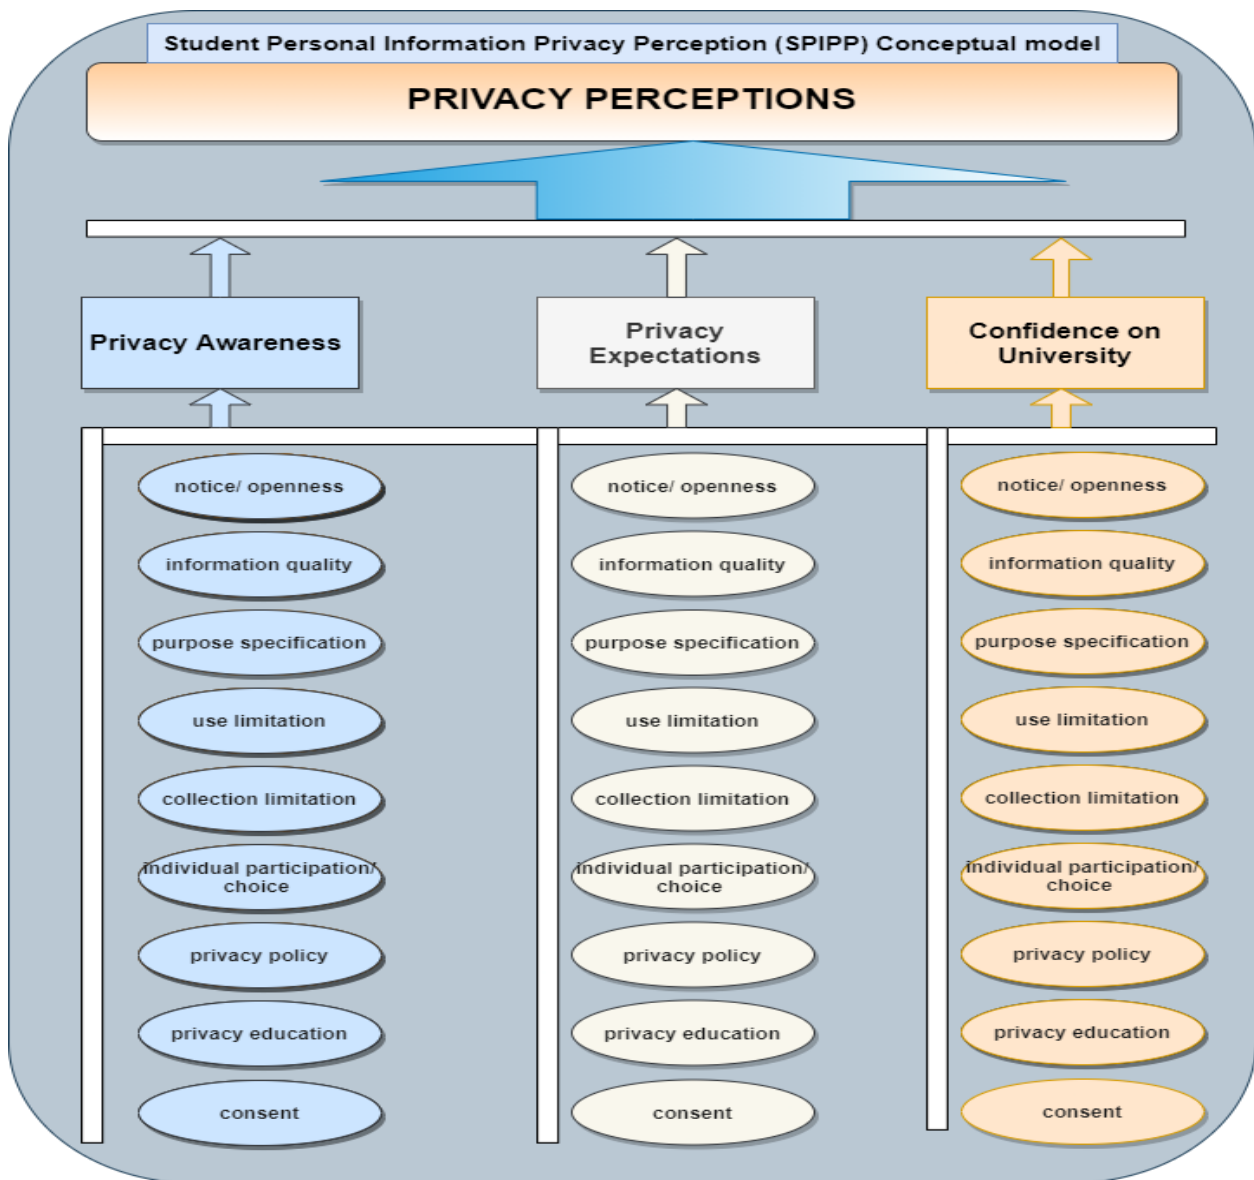 Student Personal Information Privacy Perception (SPIPP) Conceptual model
PRIVACY PERCEPTIONS
Privacy Awareness
Privacy
Expectations
Confidence on
University
notice/ openness
information quality
purpose specification
use limitation
collection limitation
individual participation/
choice
privacy policy
privacy education
consent
notice/ openness
information quality
purpose specification
use limitation
collection limitation
individual participation/
choice
privacy policy
privacy education
consent
notice/ openness
information quality
purpose specification
use limitation
collection limitation
individual participation/
choice
privacy policy
privacy education
consent